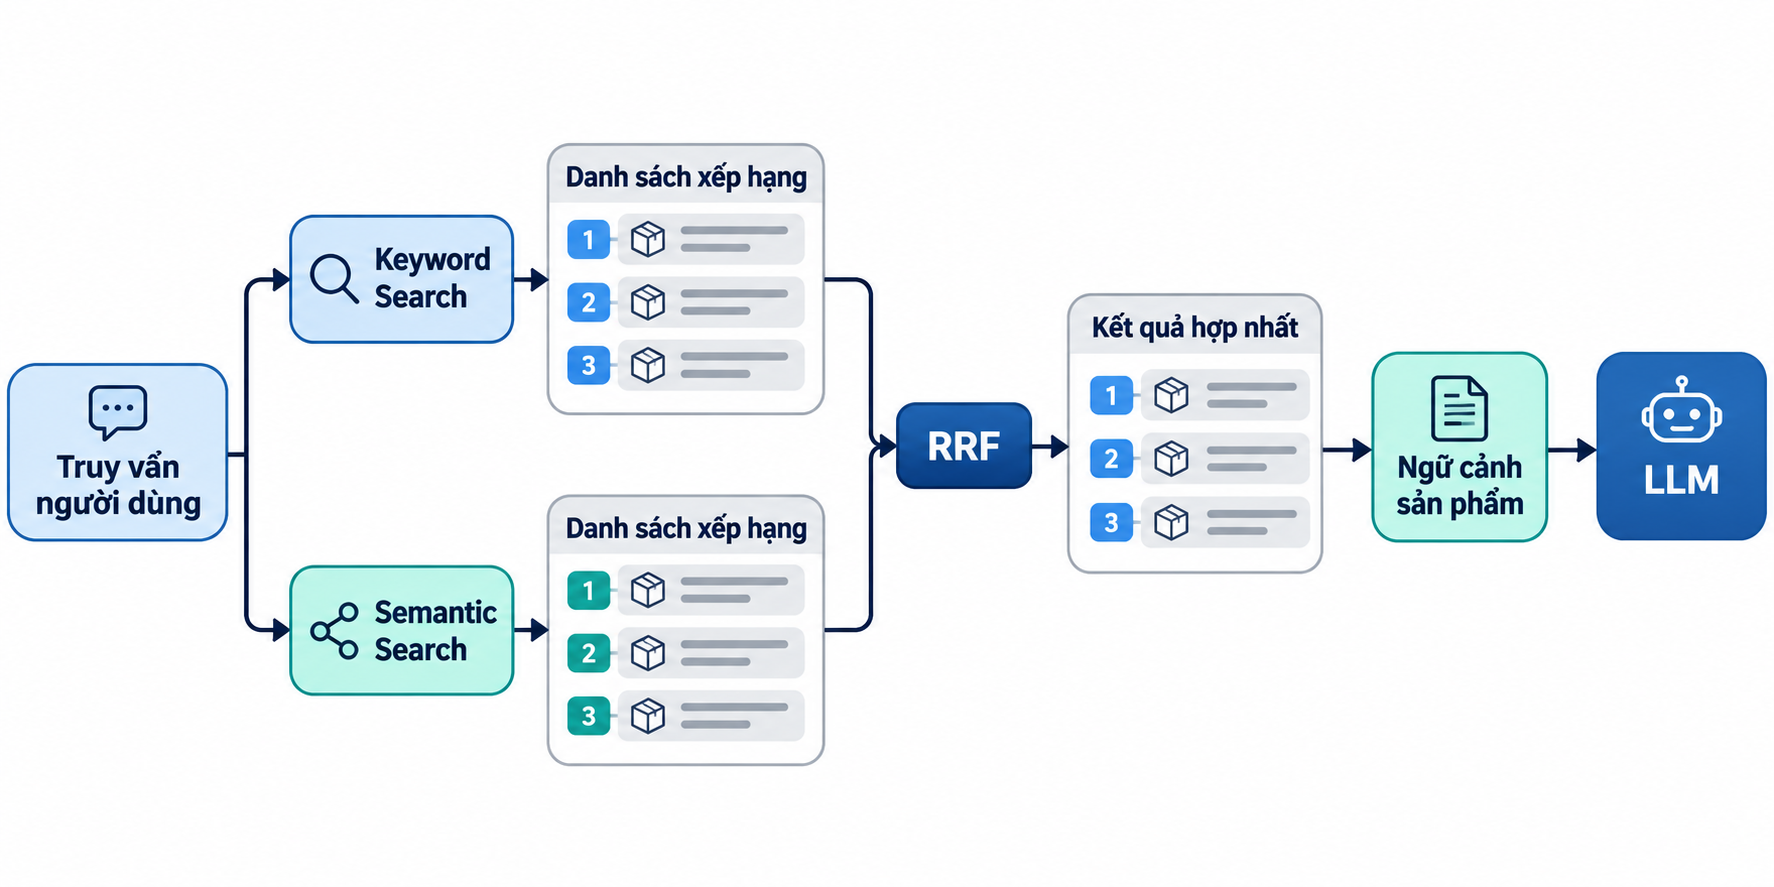 Truy vấn
người dùng
Keyword
Search
Danh sách xếp hạng
1
2
3
Semantic
Search
Danh sách xếp hạng
1
2
3
RRF
Kết quả hợp nhất
1
2
3
Ngữ cảnh
sản phẩm
LLM